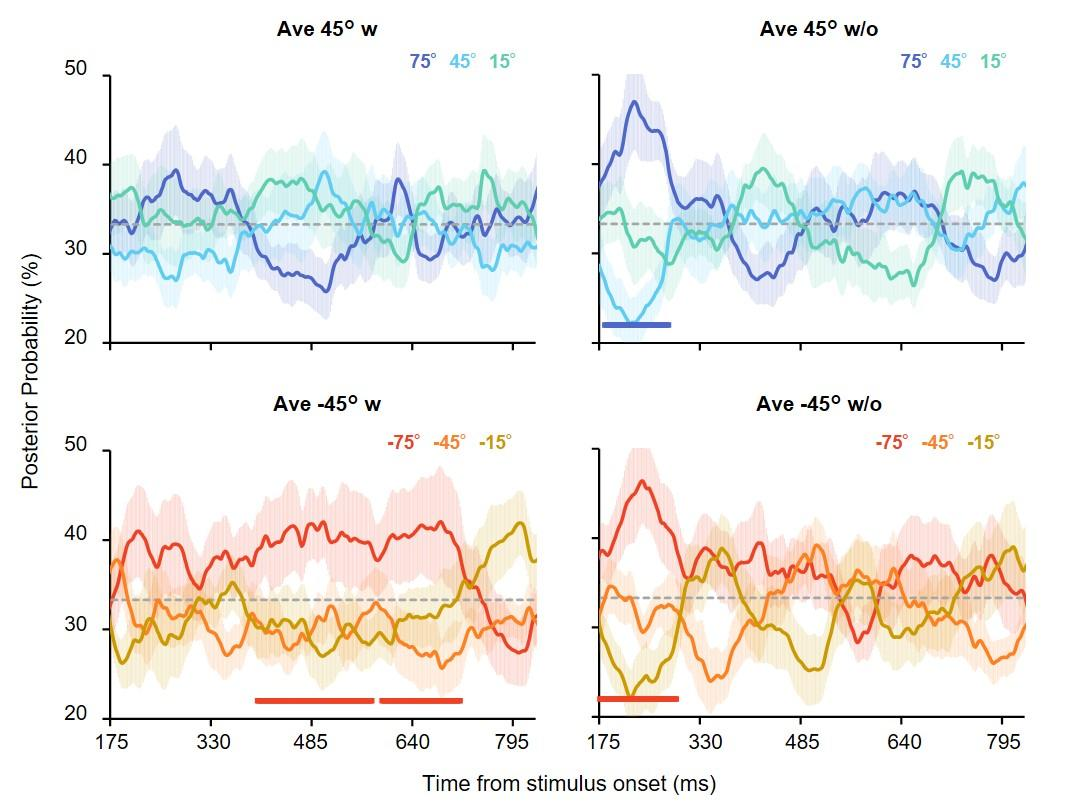 Ave 45° w
75° 45° 15°
Ave 45° w/o
75° 45° 15°
50
40
30
20
Ave -45° w
-75° -45° -15°
Ave -45° w/o
-75° -45° -15°
50
40
30
20
175 330 485 640 795
175 330 485 640 795
Posterior Probability (%)
Time from stimulus onset (ms)